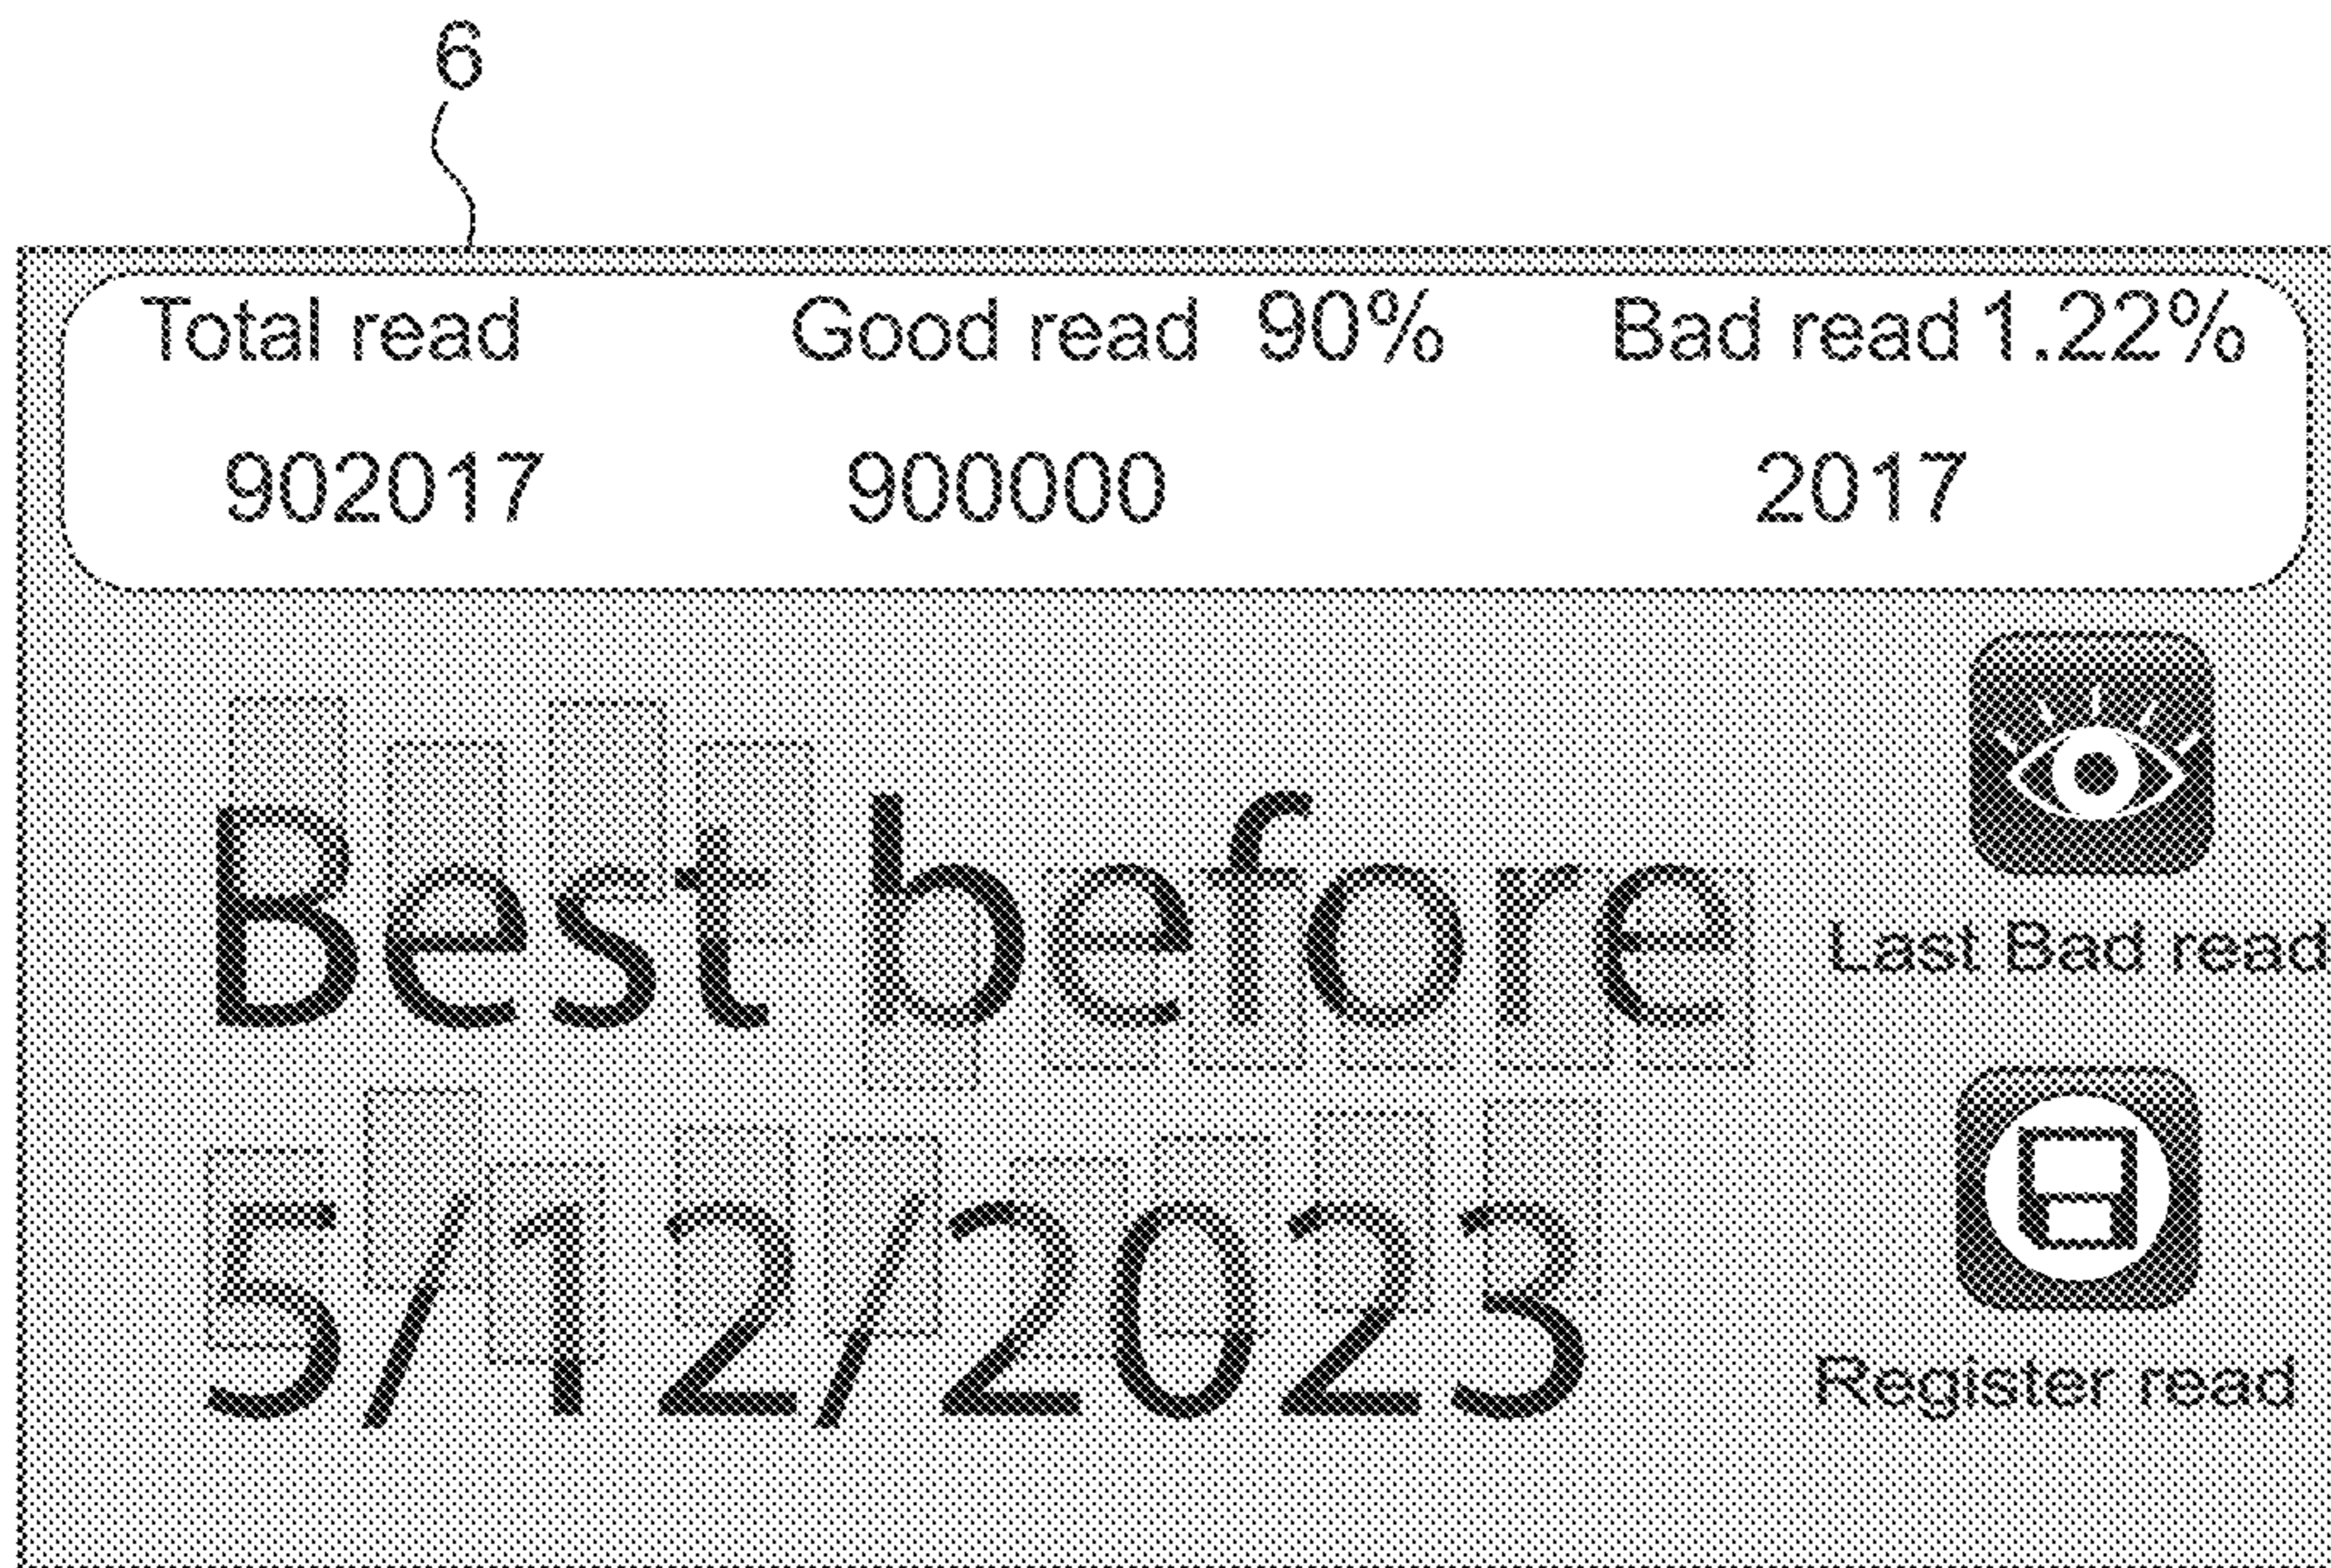 6
Total read Good read 90% Bad read 1.22%
902017 900000 2017
Best before
Last Bad read
5/12/2023
Register read